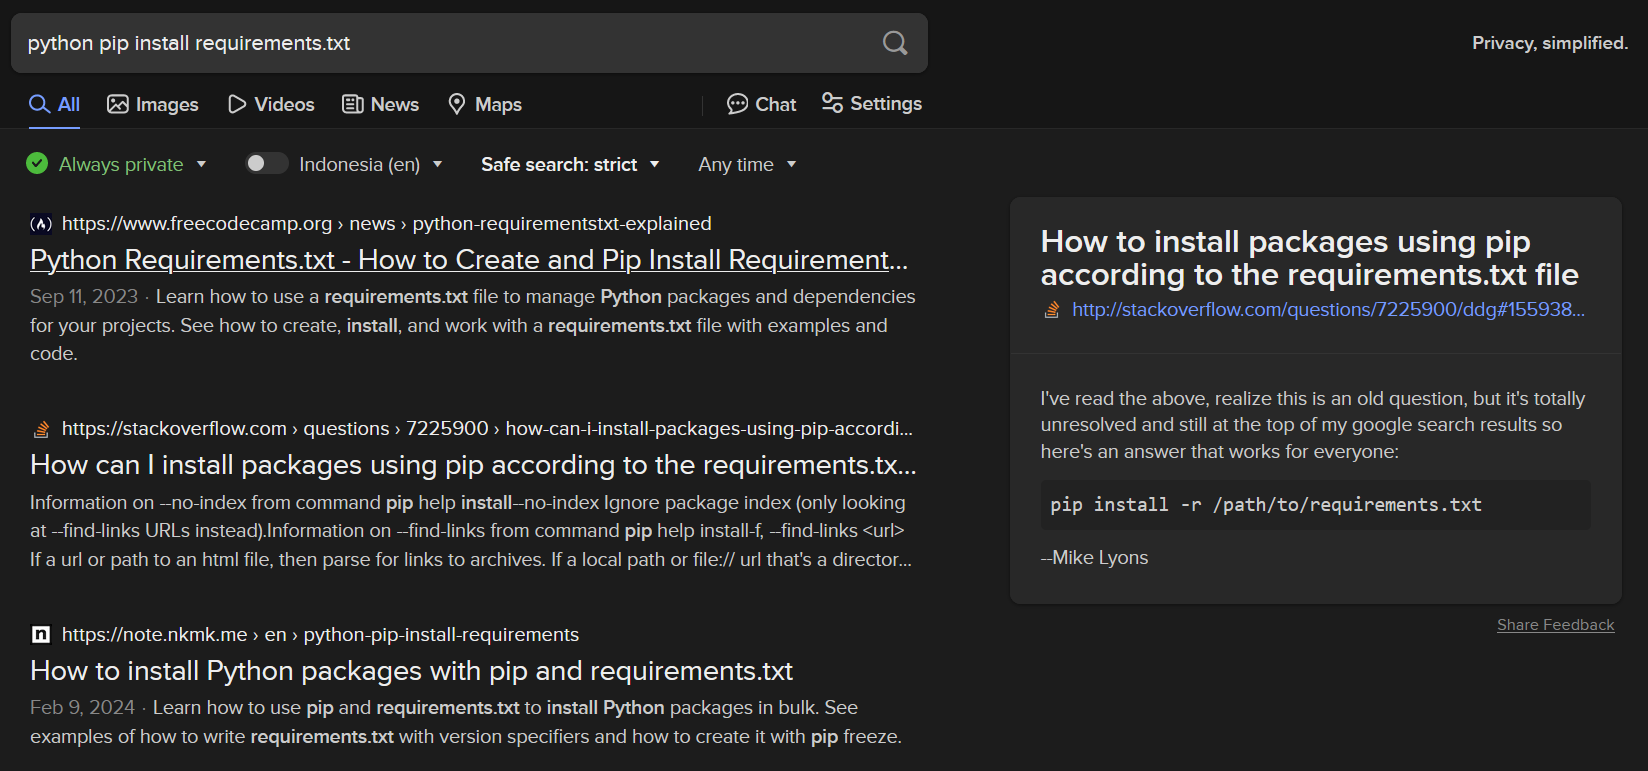 python pip install requirements.txt
Privacy, simplified.
All Images Videos News Maps Chat Settings
Always private Indonesia (en) Safe search: strict Any time
https://www.freecodecamp.org › news › python-requirementstxt-explained
Python Requirements.txt - How to Create and Pip Install Requirement...
Sep 11, 2023 · Learn how to use a requirements.txt file to manage Python packages and dependencies
for your projects. See how to create, install, and work with a requirements.txt file with examples and
code.
https://stackoverflow.com › questions › 7225900 › how-can-i-install-packages-using-pip-accordi...
How can I install packages using pip according to the requirements.tx...
Information on --no-index from command pip help install--no-index Ignore package index (only looking
at --find-links URLs instead).Information on --find-links from command pip help install-f, --find-links <url>
If a url or path to an html file, then parse for links to archives. If a local path or file:// url that's a director...
n https://note.nkmk.me › en › python-pip-install-requirements
How to install Python packages with pip and requirements.txt
Feb 9, 2024 · Learn how to use pip and requirements.txt to install Python packages in bulk. See
examples of how to write requirements.txt with version specifiers and how to create it with pip freeze.
How to install packages using pip
according to the requirements.txt file
http://stackoverflow.com/questions/7225900/ddg#155938...
I've read the above, realize this is an old question, but it's totally
unresolved and still at the top of my google search results so
here's an answer that works for everyone:
pip install -r /path/to/requirements.txt
--Mike Lyons
Share Feedback